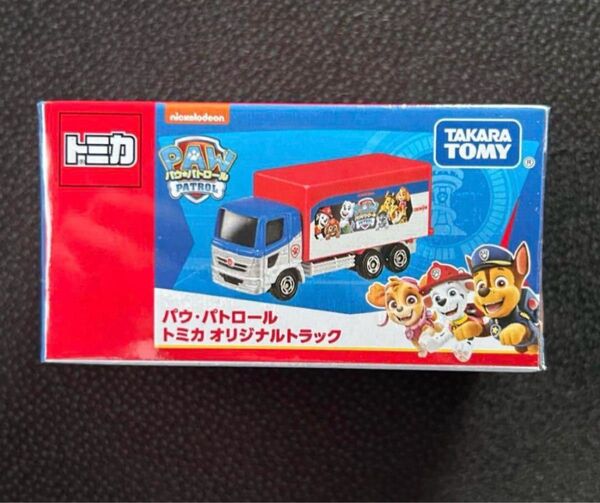 トミカ
nickelodeon
PAW
パウ・パトロール
PATROL
TAKARA
TOMY
®
パウ・パトロール
トミカ オリジナルトラック